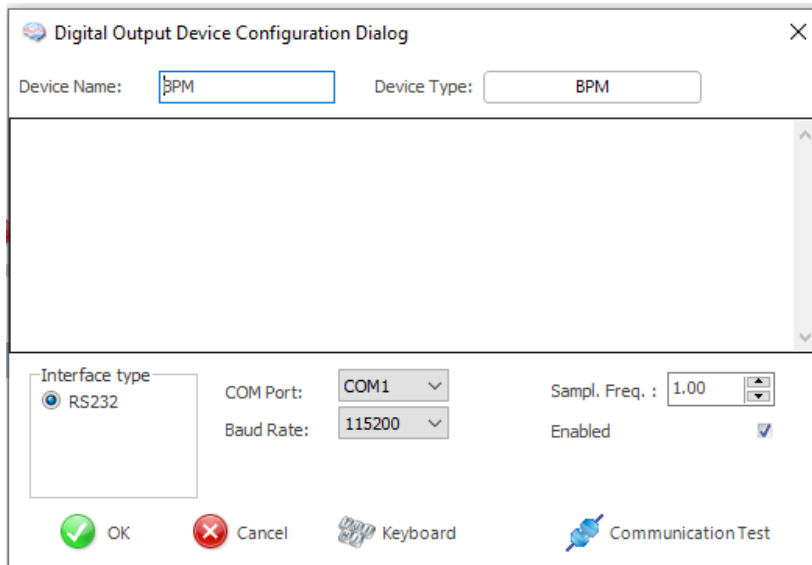 Digital Output Device Configuration Dialog
Device Name: BPM Device Type: BPM
Interface type
RS232
COM Port: COM1
Baud Rate: 115200
Sampl. Freq. : 1.00
Enabled
OK Cancel Keyboard Communication Test